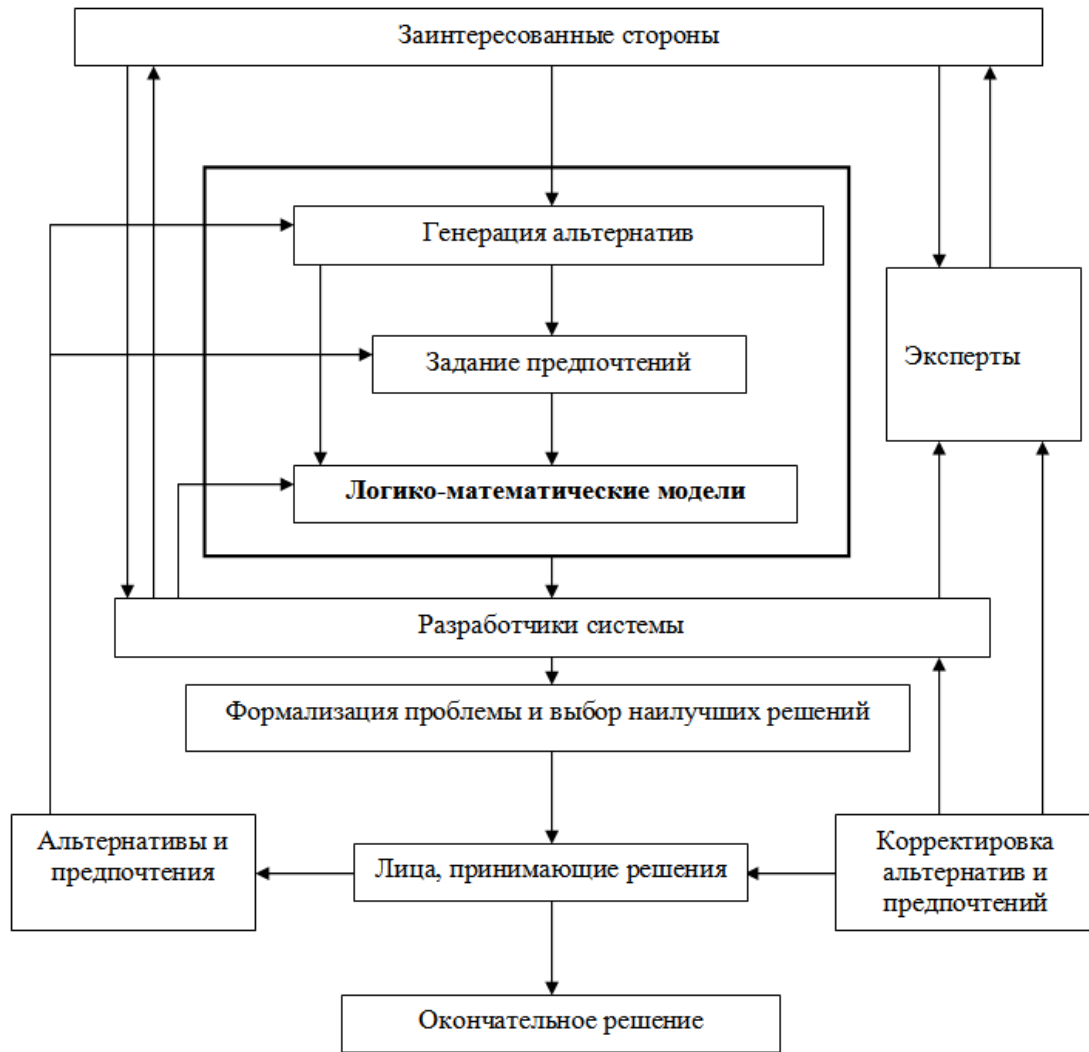 Заинтересованные стороны
Генерация альтернатив
Задание предпочтений
Эксперты
Логико-математические модели
Разработчики системы
Формализация проблемы и выбор наилучших решений
Альтернативы и
предпочтения
Лица, принимающие решения
Корректировка
альтернатив и
предпочтений
Окончательное решение